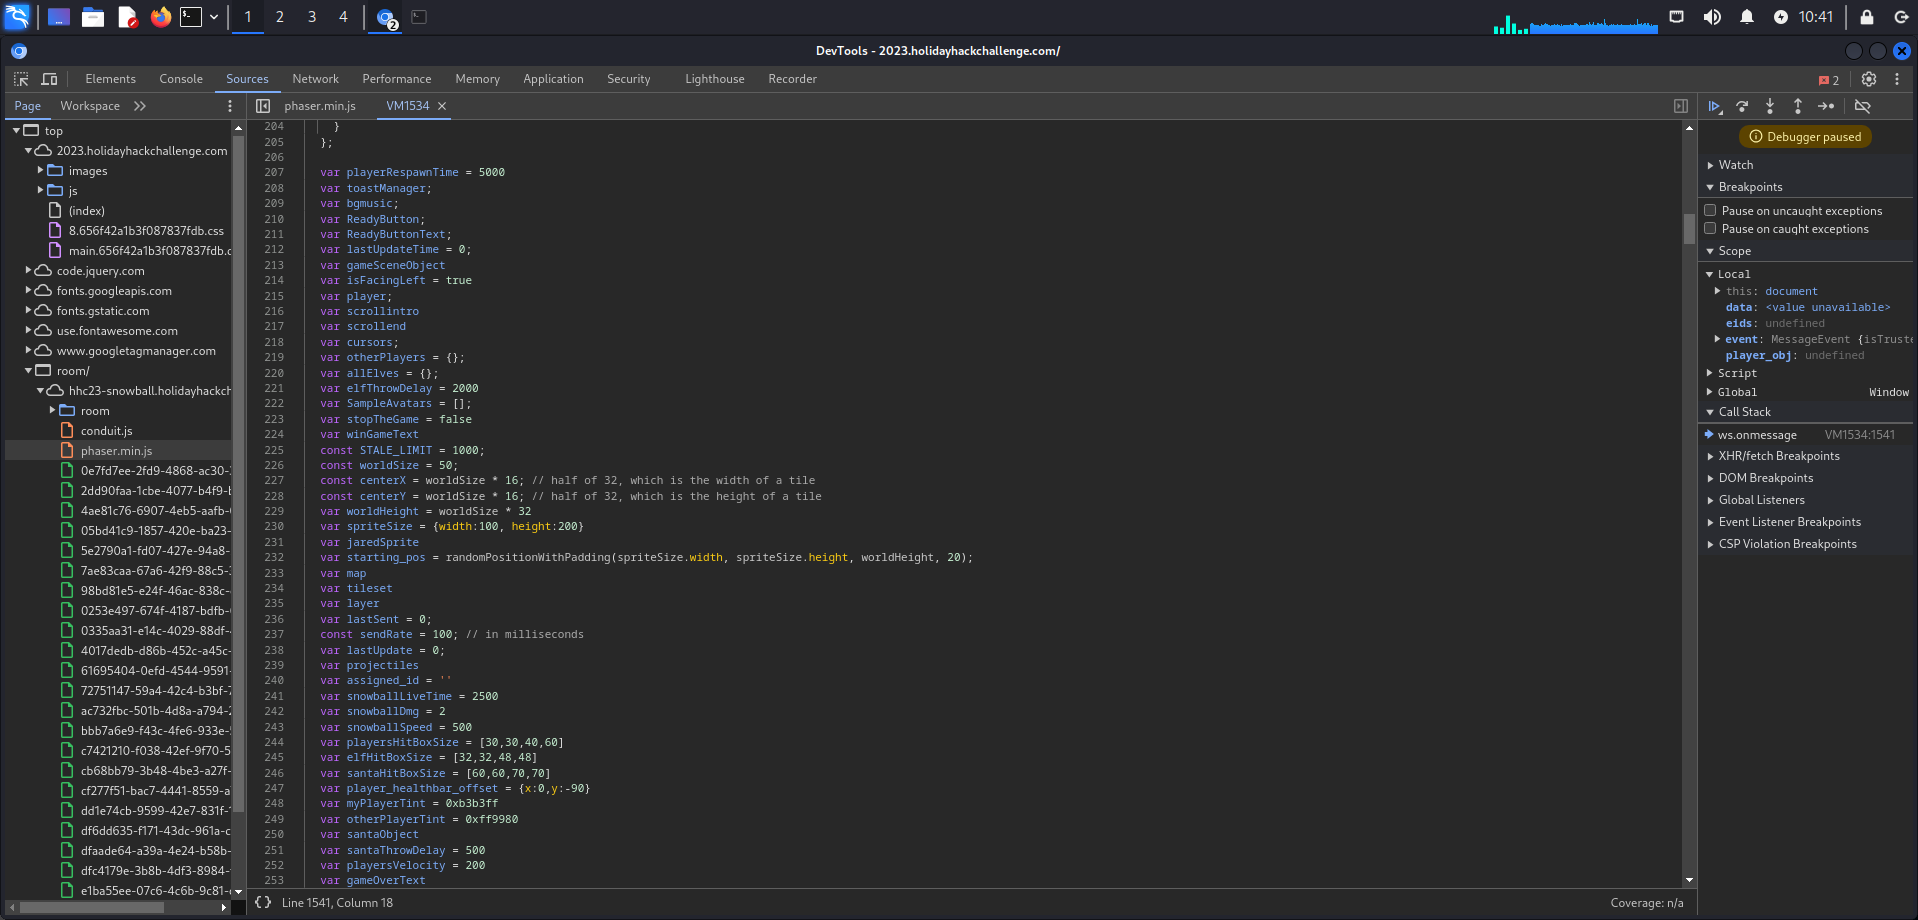 1 2 3 4 2 10:41
DevTools - 2023.holidayhackchallenge.com/
Elements Console Sources Network Performance Memory Application Security Lighthouse Recorder 2
Page Workspace
phaser.min.js VM1534
top
2023.holidayhackchallenge.com
images
js
(index)
8.656f42a1b3f087837fdb.css
main.656f42a1b3f087837fdb.c
code.jquery.com
fonts.googleapis.com
fonts.gstatic.com
use.fontawesome.com
www.googletagmanager.com
room/
hhc23-snowball.holidayhackch
room
conduit.js
phaser.min.js
0e7fd7ee-2fd9-4868-ac30-
2dd90faa-1cbe-4077-b4f9-
4ae81c76-6907-4eb5-aafb-
05bd41c9-1857-420e-ba23-
5e2790a1-fd07-427e-94a8-
7ae83caa-67a6-42f9-88c5-
98bd81e5-e24f-46ac-838c-
0253e497-674f-4187-bdfb-
0335aa31-e14c-4029-88df-
4017dedb-d86b-452c-a45c-
61695404-0efd-4544-9591-
72751147-59a4-42c4-b3bf-
ac732fbc-501b-4d8a-a794-
bbb7a6e9-f43c-4fe6-933e-
c7421210-f038-42ef-9f70-5
cb68bb79-3b48-4be3-a27f-
cf277f51-bac7-4441-8559-a
dd1e74cb-9599-42e7-831f-
df6dd635-f171-43dc-961a-c
dfaade64-a39a-4e24-b58b-
dfc4179e-3b8b-4df3-8984-
e1ba55ee-07c6-4c6b-9c81-
204 }
205 };
206
207 var playerRespawnTime = 5000
208 var toastManager;
209 var bgmusic;
210 var ReadyButton;
211 var ReadyButtonText;
212 var lastUpdateTime = 0;
213 var gameSceneObject
214 var isFacingLeft = true
215 var player;
216 var scrollintro
217 var scrollend
218 var cursors;
219 var otherPlayers = {};
220 var allElves = {};
221 var elfThrowDelay = 2000
222 var SampleAvatars = [];
223 var stopTheGame = false
224 var winGameText
225 const STALE_LIMIT = 1000;
226 const worldSize = 50;
227 const centerX = worldSize * 16; // half of 32, which is the width of a tile
228 const centerY = worldSize * 16; // half of 32, which is the height of a tile
229 var worldHeight = worldSize * 32
230 var spriteSize = {width:100, height:200}
231 var jaredSprite
232 var starting_pos = randomPositionWithPadding(spriteSize.width, spriteSize.height, worldHeight, 20);
233 var map
234 var tileset
235 var layer
236 var lastSent = 0;
237 const sendRate = 100; // in milliseconds
238 var lastUpdate = 0;
239 var projectiles
240 var assigned_id = ''
241 var snowballLiveTime = 2500
242 var snowballDmg = 2
243 var snowballSpeed = 500
244 var playersHitBoxSize = [30,30,40,60]
245 var elfHitBoxSize = [32,32,48,48]
246 var santaHitBoxSize = [60,60,70,70]
247 var player_healthbar_offset = {x:0,y:-90}
248 var myPlayerTint = 0xb3b3ff
249 var otherPlayerTint = 0xff9980
250 var santaObject
251 var santaThrowDelay = 500
252 var playersVelocity = 200
253 var gameOverText
{} Line 1541, Column 18 Coverage: n/a
Debugger paused
Watch
Breakpoints
Pause on uncaught exceptions
Pause on caught exceptions
Scope
Local
this: document
data: <value unavailable>
eids: undefined
event: MessageEvent {isTruste
player_obj: undefined
Script
Global Window
Call Stack
ws.onmessage VM1534:1541
XHR/fetch Breakpoints
DOM Breakpoints
Global Listeners
Event Listener Breakpoints
CSP Violation Breakpoints